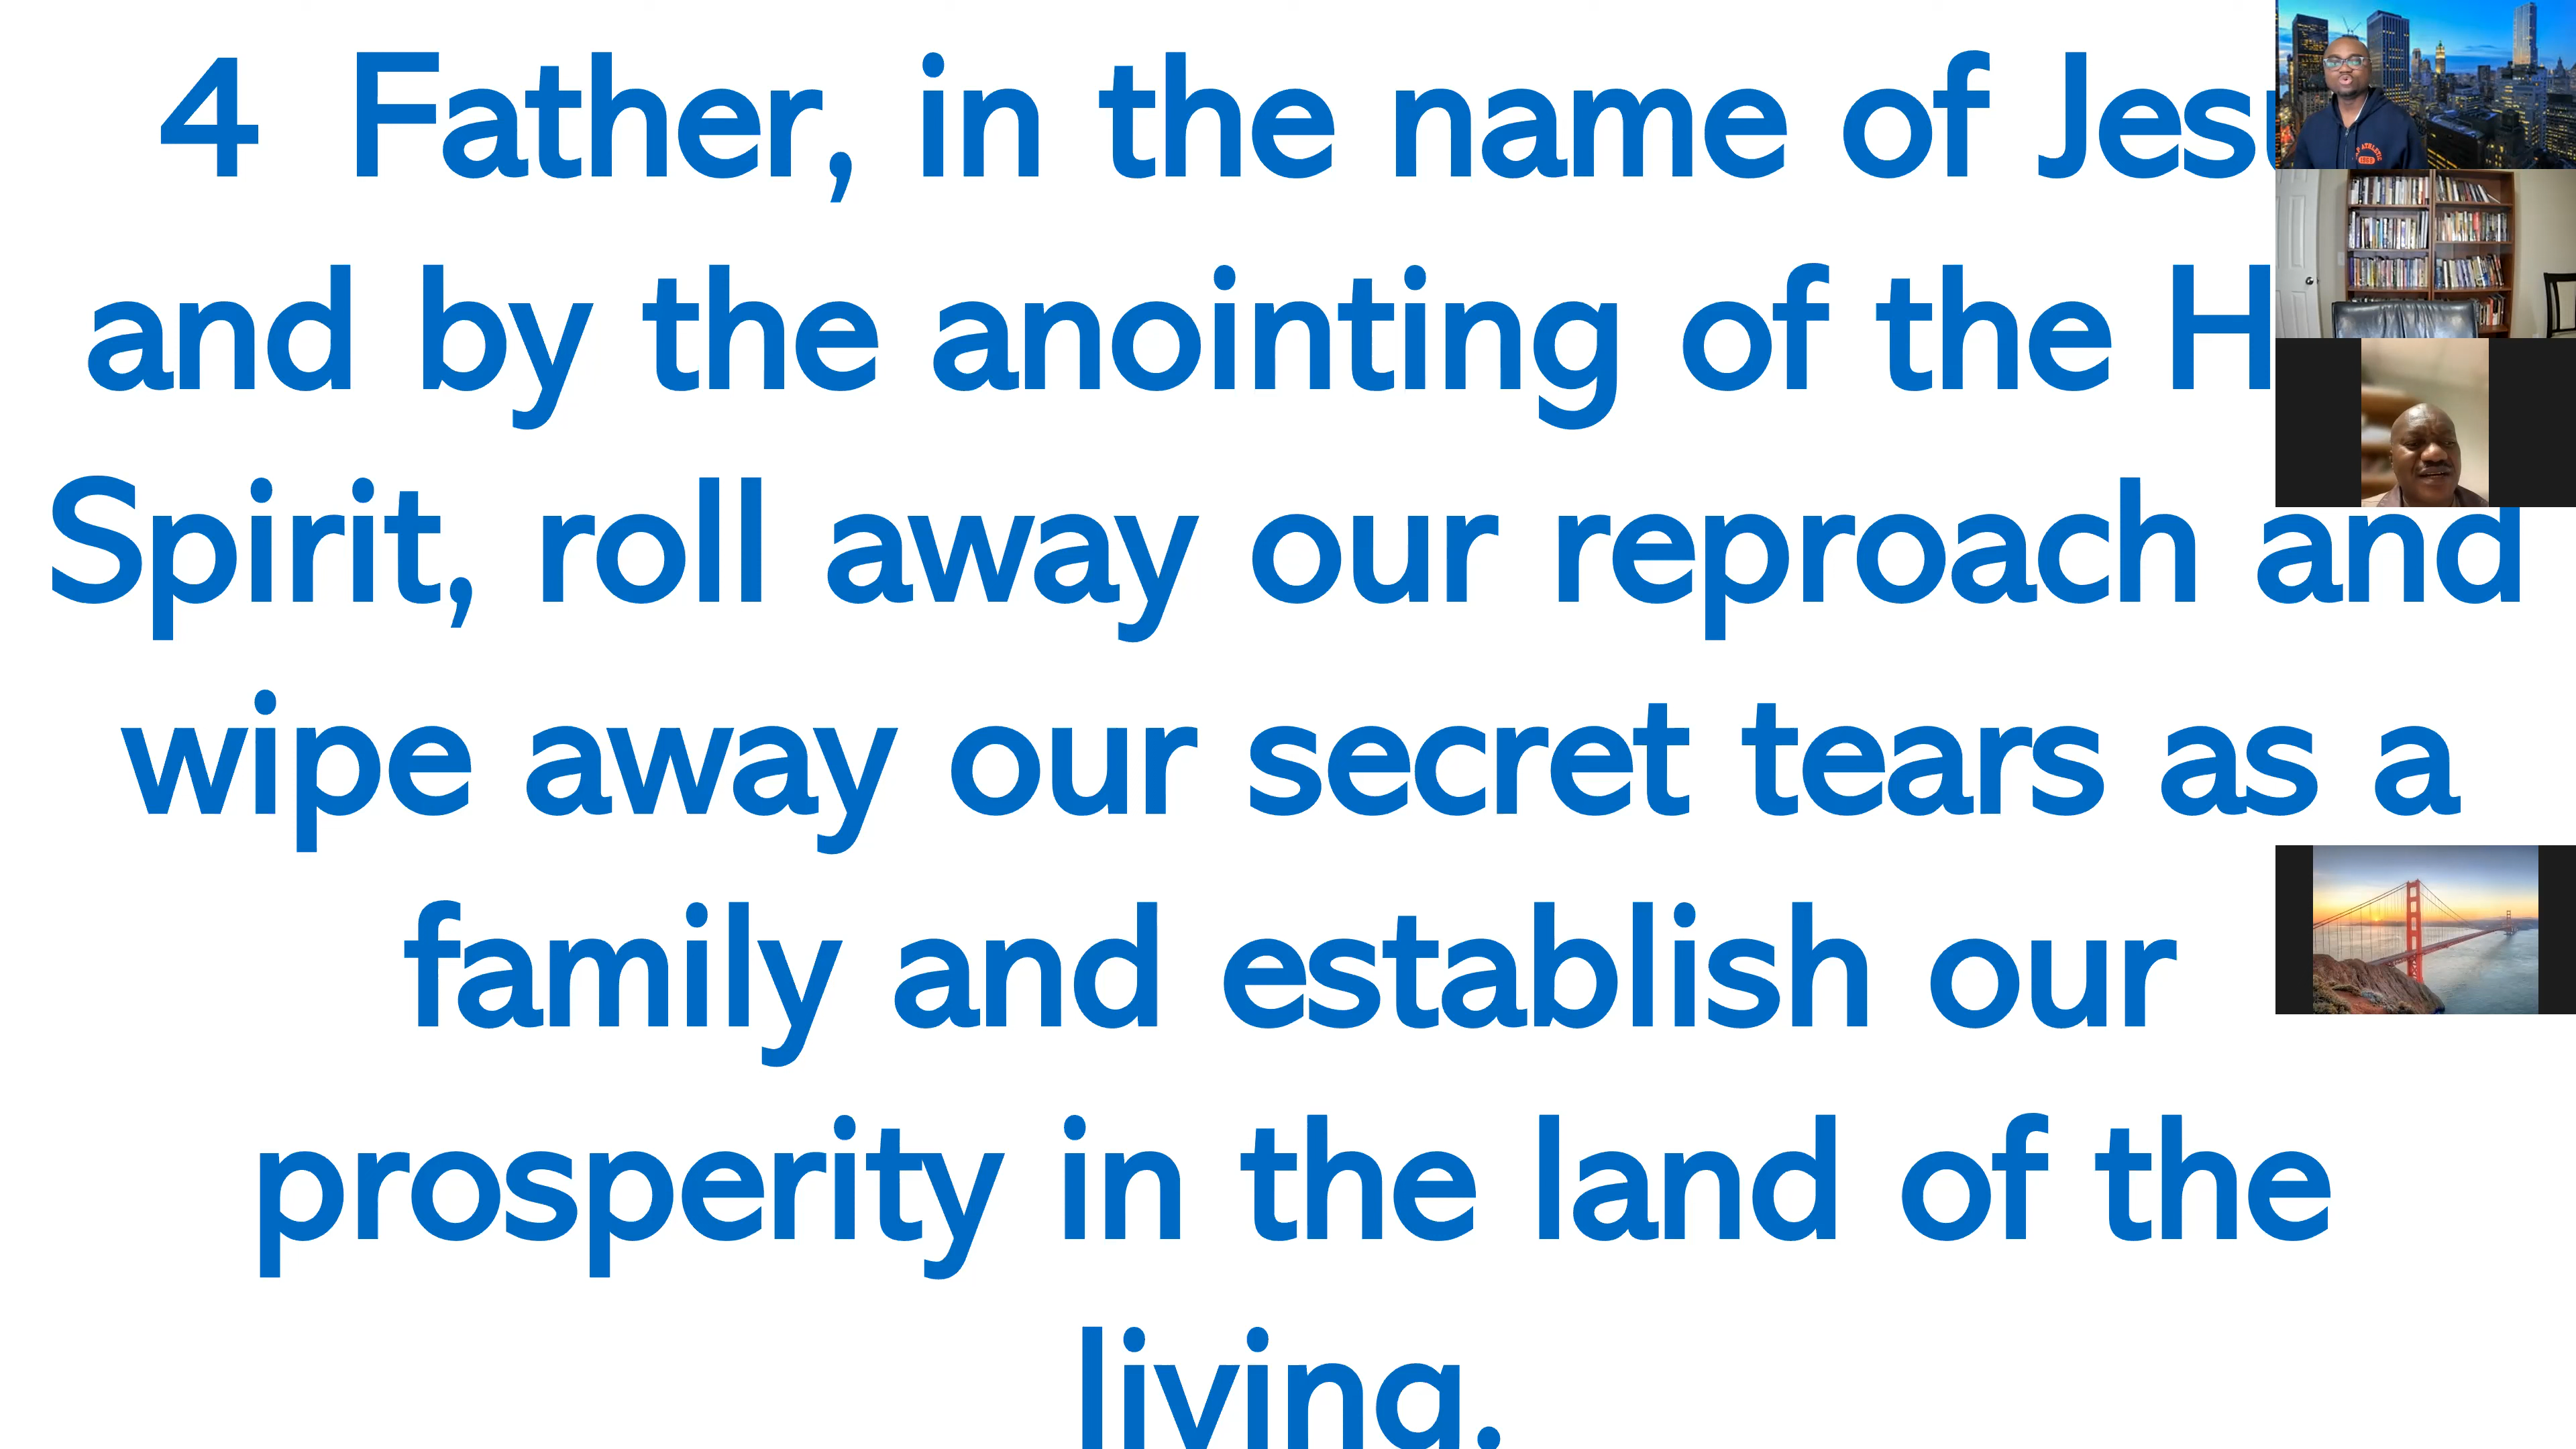 4 Father, in the name of Jesu
and by the anointing of the H
Spirit, roll away our reproach and
wipe away our secret tears as a
family and establish our
prosperity in the land of the
living.